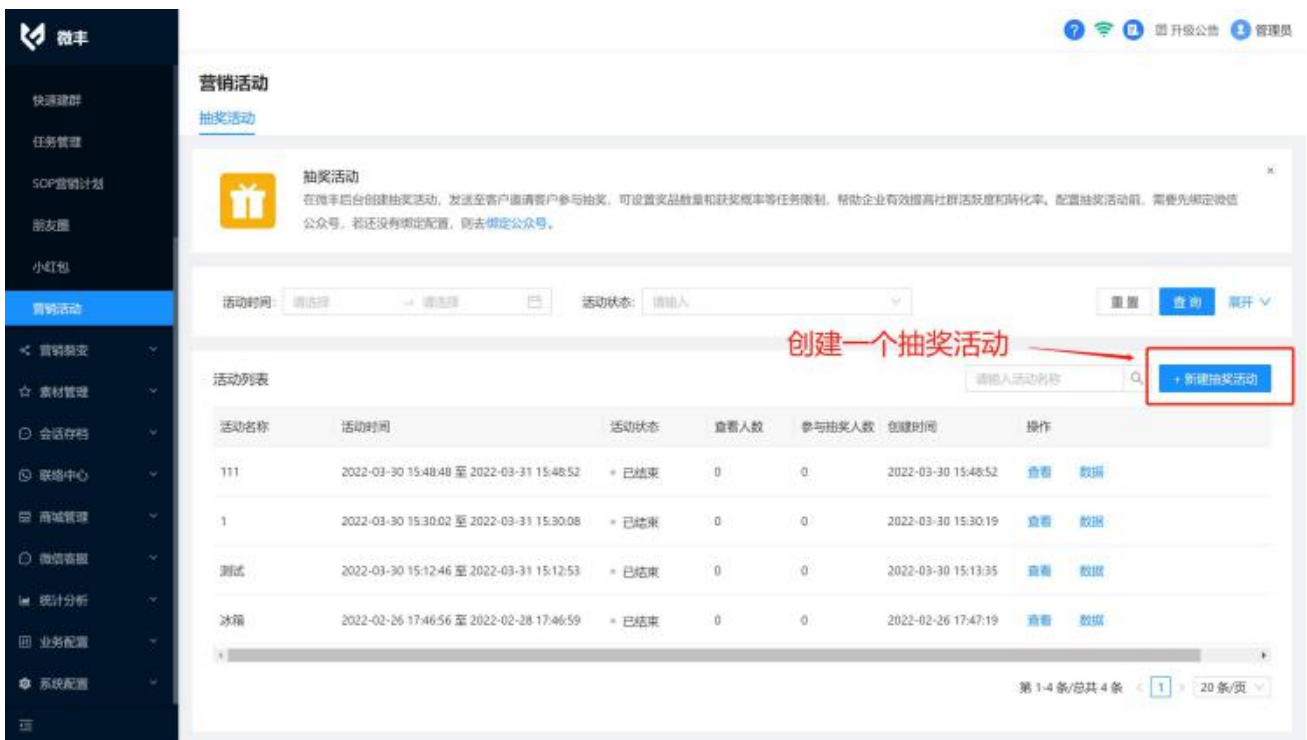 微丰
升级公告
管理员
快速建群
任务管理
SOP营销计划
朋友圈
小红包
营销活动
营销裂变
素材管理
会话存档
联络中心
商城管理
微信客服
统计分析
业务配置
系统配置
营销活动
抽奖活动
抽奖活动
在微丰后台创建抽奖活动，发送至客户邀请客户参与抽奖，可设置奖品数量和获奖概率等任务限制，帮助企业有效提高社群活跃度和转化率。配置抽奖活动前，需要先绑定微信
公众号，若还没有绑定配置，则去绑定公众号。
活动时间: 请选择 → 请选择 活动状态: 请输入 重置 查询 展开
创建一个抽奖活动
活动列表 请输入活动名称 + 新建抽奖活动
活动名称 活动时间 活动状态 查看人数 参与抽奖人数 创建时间 操作
111 2022-03-30 15:48:48 至 2022-03-31 15:48:52 已结束 0 0 2022-03-30 15:48:52 查看 数据
1 2022-03-30 15:30:02 至 2022-03-31 15:30:08 已结束 0 0 2022-03-30 15:30:19 查看 数据
测试 2022-03-30 15:12:46 至 2022-03-31 15:12:53 已结束 0 0 2022-03-30 15:13:35 查看 数据
冰箱 2022-02-26 17:46:56 至 2022-02-28 17:46:59 已结束 0 0 2022-02-26 17:47:19 查看 数据
第 1-4 条/总共 4 条 < 1 > 20 条/页